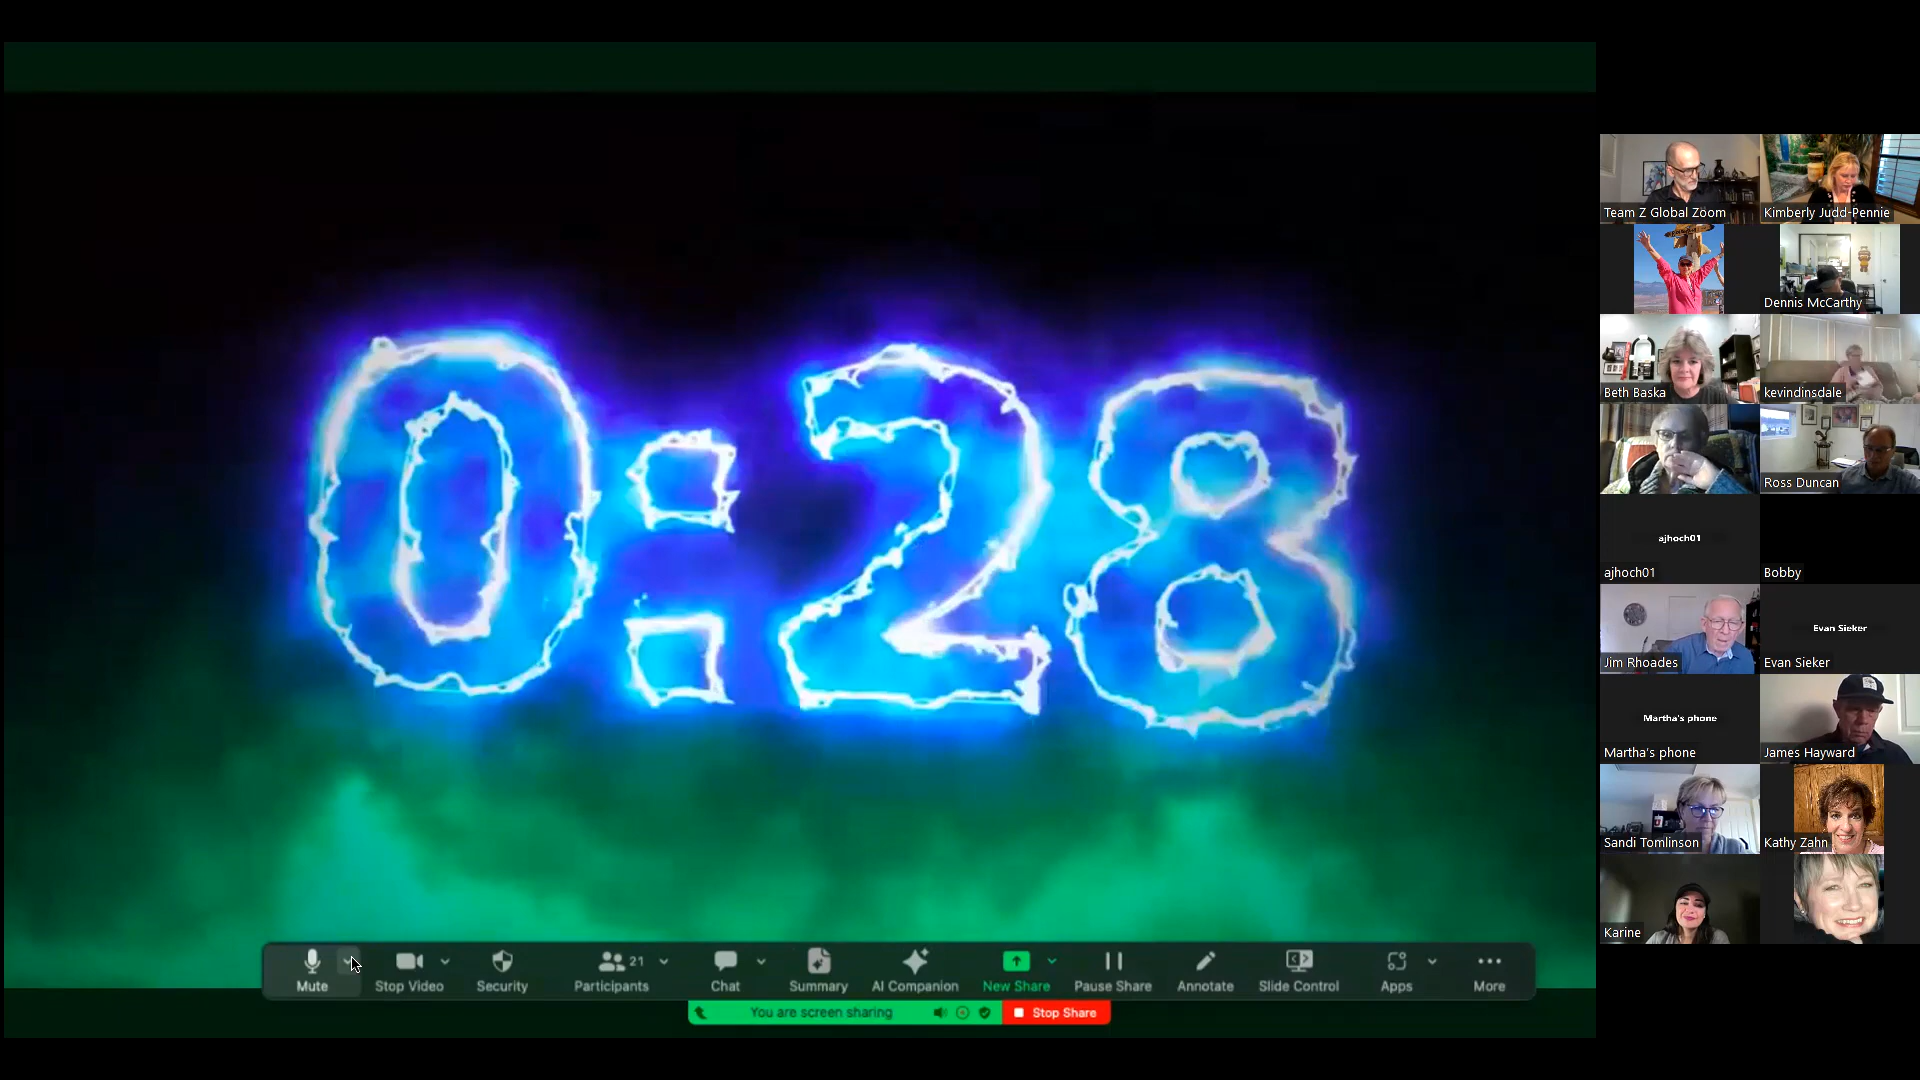 0:28
Team Z Global Zoom
Kimberly Judd-Pennie
Dennis McCarthy
Beth Baska
kevindinsdale
Ross Duncan
ajhoch01
ajhoch01
Bobby
Evan Sieker
Jim Rhoades
Evan Sieker
Martha's phone
Martha's phone
James Hayward
Sandi Tomlinson
Kathy Zahn
Karine
21
Mute
Stop Video
Security
Participants
Chat
Summary
AI Companion
New Share
Pause Share
Annotate
Slide Control
Apps
More
You are screen sharing
Stop Share